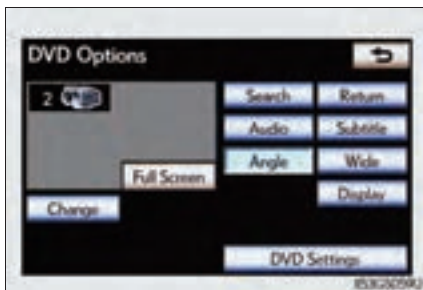 DVD Options
2
Search Return
Audio Subtitle
Angle Wide
Full Screen
Display
Change
DVD Settings